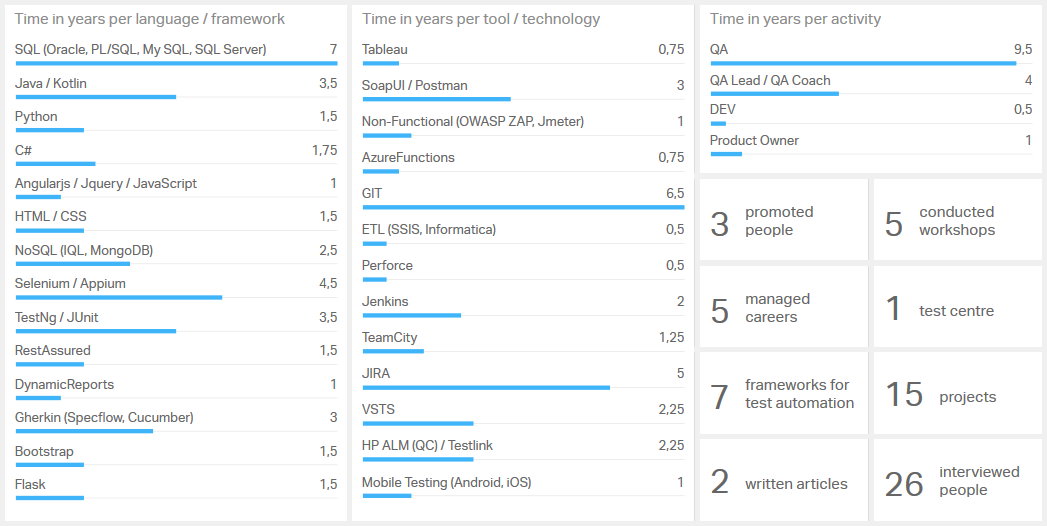 Time in years per language / framework
SQL (Oracle, PL/SQL, My SQL, SQL Server) 7
Java / Kotlin 3,5
Python 1,5
C# 1,75
Angularjs / Jquery / JavaScript 1
HTML / CSS 1,5
NoSQL (IQL, MongoDB) 2,5
Selenium / Appium 4,5
TestNg / JUnit 3,5
RestAssured 1,5
DynamicReports 1
Gherkin (Specflow, Cucumber) 3
Bootstrap 1,5
Flask 1,5
Time in years per tool / technology
Tableau 0,75
SoapUI / Postman 3
Non-Functional (OWASP ZAP, Jmeter) 1
AzureFunctions 0,75
GIT 6,5
ETL (SSIS, Informatica) 0,5
Perforce 0,5
Jenkins 2
TeamCity 1,25
JIRA 5
VSTS 2,25
HP ALM (QC) / Testlink 2,25
Mobile Testing (Android, iOS) 1
Time in years per activity
QA 9,5
QA Lead / QA Coach 4
DEV 0,5
Product Owner 1
3 promoted
people
5 conducted
workshops
5 managed
careers
1 test centre
7 frameworks for
test automation
15 projects
2 written articles
26 interviewed
people